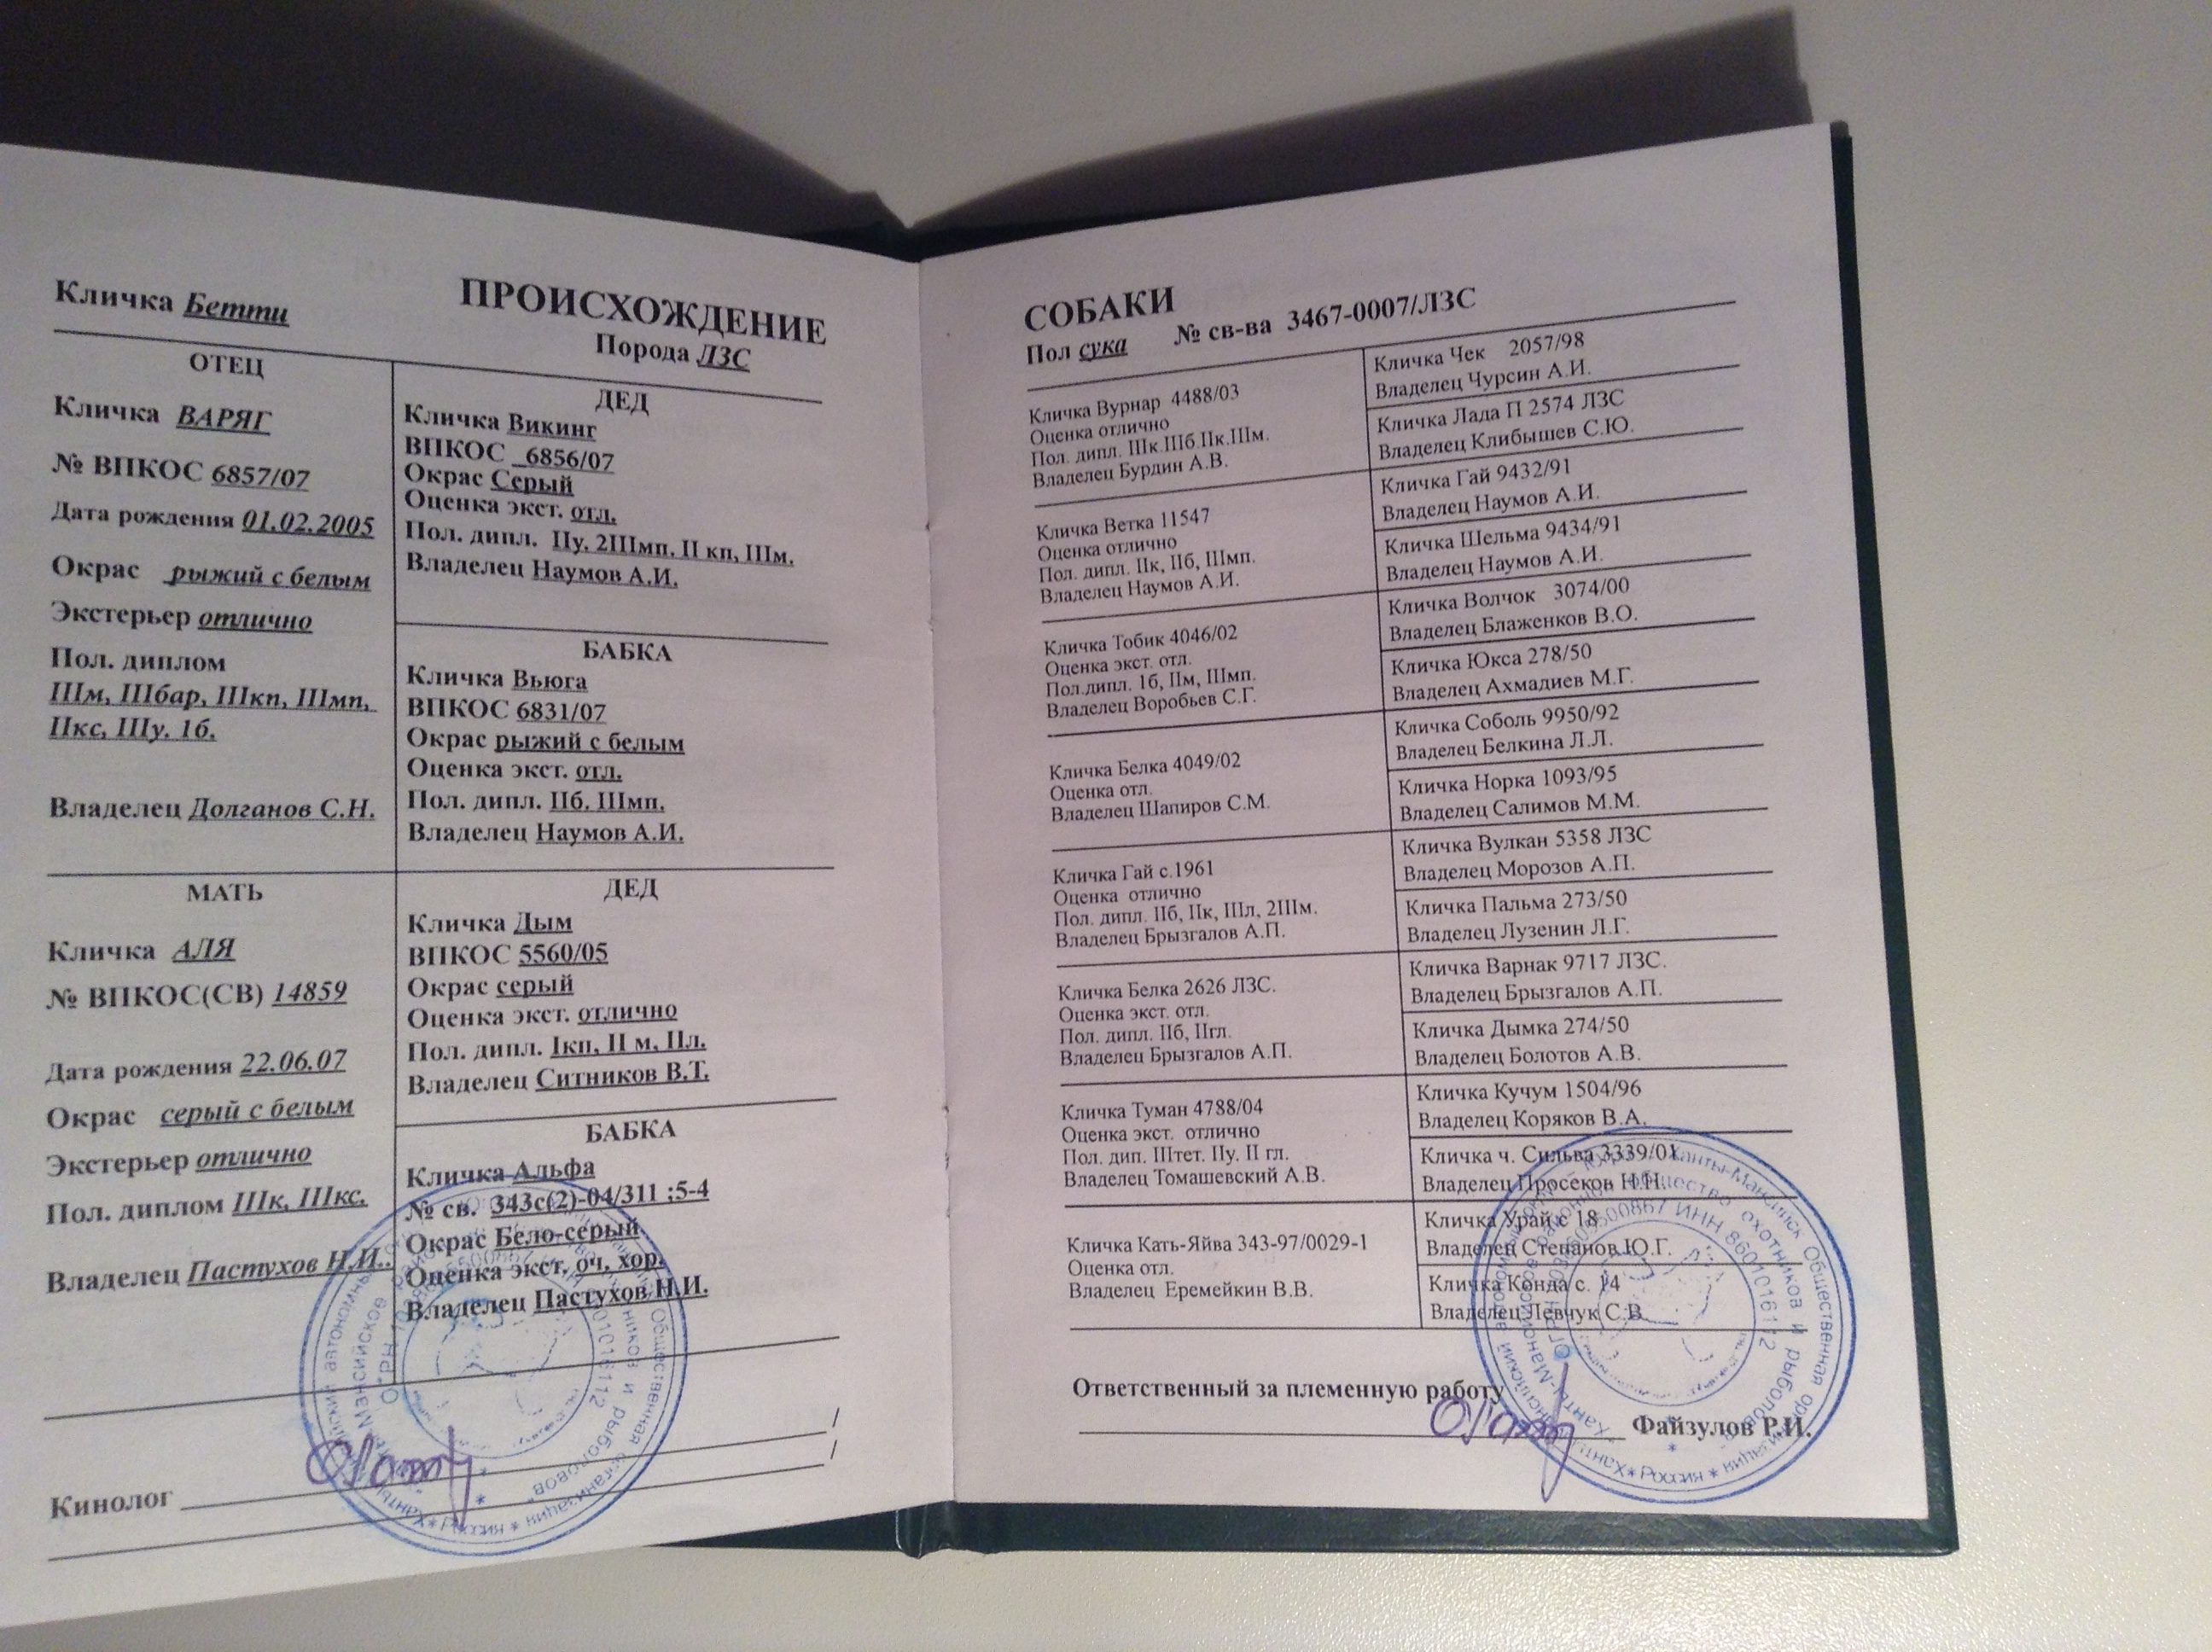 Кличка Бетти
ПРОИСХОЖДЕНИЕ
Порода ЛЗС
ОТЕЦ
Кличка ВАРЯГ
№ ВПКОС 6857/07
Дата рождения 01.02.2005
Окрас рыжий с белым
Экстерьер отлично
Пол. диплом
IIIм, IIIбар, IIIкп, IIIмп,
IIкс, IIIу. 1б.
Владелец Долганов С.Н.
ДЕД
Кличка Викинг
ВПКОС _6856/07
Окрас Серый
Оценка экст. отл.
Пол. дипл. IIу, 2IIIмп, II кп, IIIм.
Владелец Наумов А.И.
БАБКА
Кличка Вьюга
ВПКОС 6831/07
Окрас рыжий с белым
Оценка экст. отл.
Пол. дипл. IIб. IIIмп.
Владелец Наумов А.И.
МАТЬ
Кличка АЛЯ
№ ВПКОС(СВ) 14859
Дата рождения 22.06.07
Окрас серый с белым
Экстерьер отлично
Пол. диплом IIIк, IIIкс.
Владелец Пастухов Н.И..
ДЕД
Кличка Дым
ВПКОС 5560/05
Окрас серый
Оценка экст. отлично
Пол. дипл. Iкп, II м, IIл.
Владелец Ситников В.Т.
БАБКА
Кличка Альфа
№ св. 343с(2)-04/311 ;5-4
Окрас Бело-серый
Оценка экст. оч. хор.
Владелец Пастухов Н.И.
Кинолог
СОБАКИ
Пол сука № св-ва 3467-0007/ЛЗС
Кличка Вурнар 4488/03
Оценка отлично
Пол. дипл. IIIк.IIIб.IIк.IIIм.
Владелец Бурдин А.В.
Кличка Ветка 11547
Оценка отлично
Пол. дипл. IIк, IIб, IIIмп.
Владелец Наумов А.И.
Кличка Тобик 4046/02
Оценка экст. отл.
Пол.дипл. 1б, IIм, IIIмп.
Владелец Воробьев С.Г.
Кличка Белка 4049/02
Оценка отл.
Владелец Шапиров С.М.
Кличка Гай с.1961
Оценка отлично
Пол. дипл. IIб, IIк, IIIл, 2IIIм.
Владелец Брызгалов А.П.
Кличка Белка 2626 ЛЗС.
Оценка экст. отл.
Пол. дипл. IIб, IIгл.
Владелец Брызгалов А.П.
Кличка Туман 4788/04
Оценка экст. отлично
Пол. дип. IIIтет. IIу. II гл.
Владелец Томашевский А.В.
Кличка Кать-Яйва 343-97/0029-1
Оценка отл.
Владелец Еремейкин В.В.
Кличка Чек 2057/98
Владелец Чурсин А.И.
Кличка Лада П 2574 ЛЗС
Владелец Клибышев С.Ю.
Кличка Гай 9432/91
Владелец Наумов А.И.
Кличка Шельма 9434/91
Владелец Наумов А.И.
Кличка Волчок 3074/00
Владелец Блаженков В.О.
Кличка Юкса 278/50
Владелец Ахмадиев М.Г.
Кличка Соболь 9950/92
Владелец Белкина Л.Л.
Кличка Норка 1093/95
Владелец Салимов М.М.
Кличка Вулкан 5358 ЛЗС
Владелец Морозов А.П.
Кличка Пальма 273/50
Владелец Лузенин Л.Г.
Кличка Варнак 9717 ЛЗС.
Владелец Брызгалов А.П.
Кличка Дымка 274/50
Владелец Болотов А.В.
Кличка Кучум 1504/96
Владелец Коряков В.А.
Кличка ч. Сильва 3339/01
Владелец Просеков Н.Н.
Кличка Урай с 18
Владелец Степанов Ю.Г.
Кличка Конда с. 14
Владелец Левчук С.В.
Ответственный за племенную работу
Файзулов Р.И.
Ханты-Мансийск Общественная организация * Россия *
общество охотников и рыболовов
ИНН 8601016112